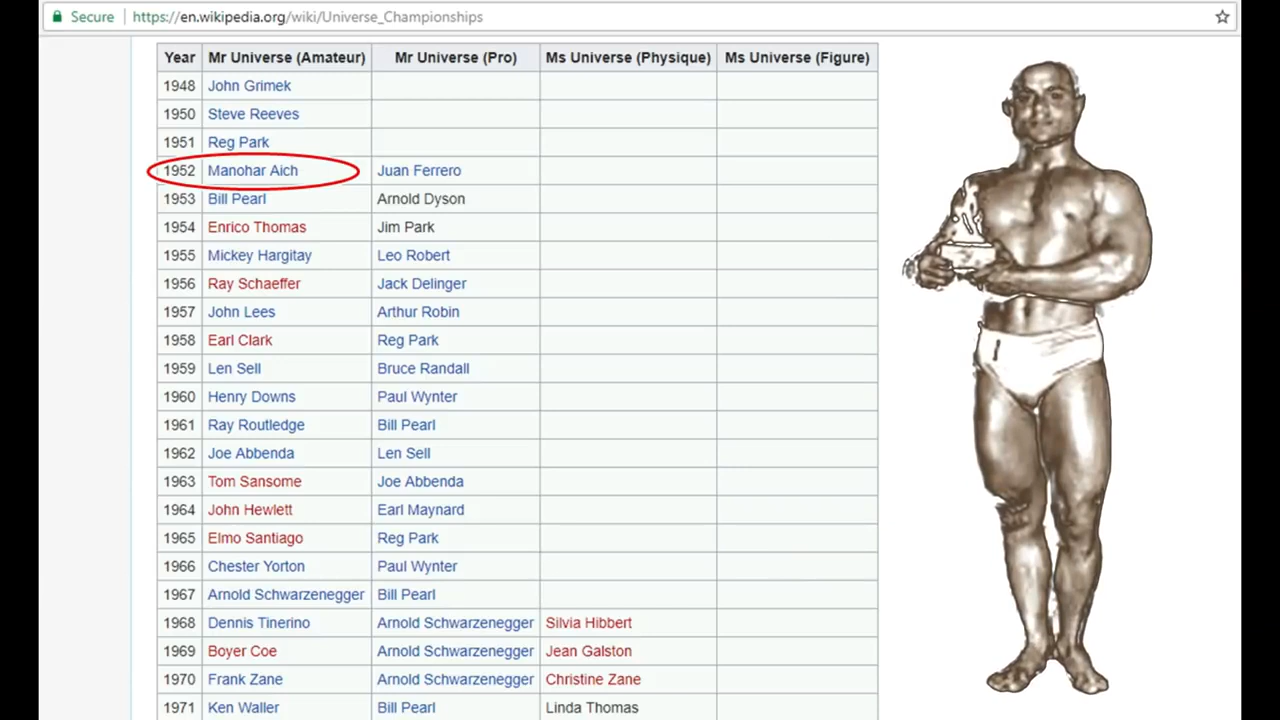 Secure https://en.wikipedia.org/wiki/Universe_Championships
Year Mr Universe (Amateur) Mr Universe (Pro) Ms Universe (Physique) Ms Universe (Figure)
1948 John Grimek
1950 Steve Reeves
1951 Reg Park
1952 Manohar Aich Juan Ferrero
1953 Bill Pearl Arnold Dyson
1954 Enrico Thomas Jim Park
1955 Mickey Hargitay Leo Robert
1956 Ray Schaeffer Jack Delinger
1957 John Lees Arthur Robin
1958 Earl Clark Reg Park
1959 Len Sell Bruce Randall
1960 Henry Downs Paul Wynter
1961 Ray Routledge Bill Pearl
1962 Joe Abbenda Len Sell
1963 Tom Sansome Joe Abbenda
1964 John Hewlett Earl Maynard
1965 Elmo Santiago Reg Park
1966 Chester Yorton Paul Wynter
1967 Arnold Schwarzenegger Bill Pearl
1968 Dennis Tinerino Arnold Schwarzenegger Silvia Hibbert
1969 Boyer Coe Arnold Schwarzenegger Jean Galston
1970 Frank Zane Arnold Schwarzenegger Christine Zane
1971 Ken Waller Bill Pearl Linda Thomas